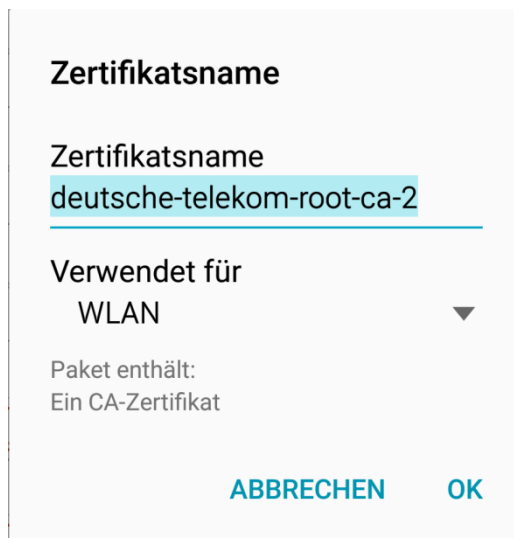 Zertifikatsname
Zertifikatsname
deutsche-telekom-root-ca-2
Verwendet für
WLAN
Paket enthält:
Ein CA-Zertifikat
ABBRECHEN OK